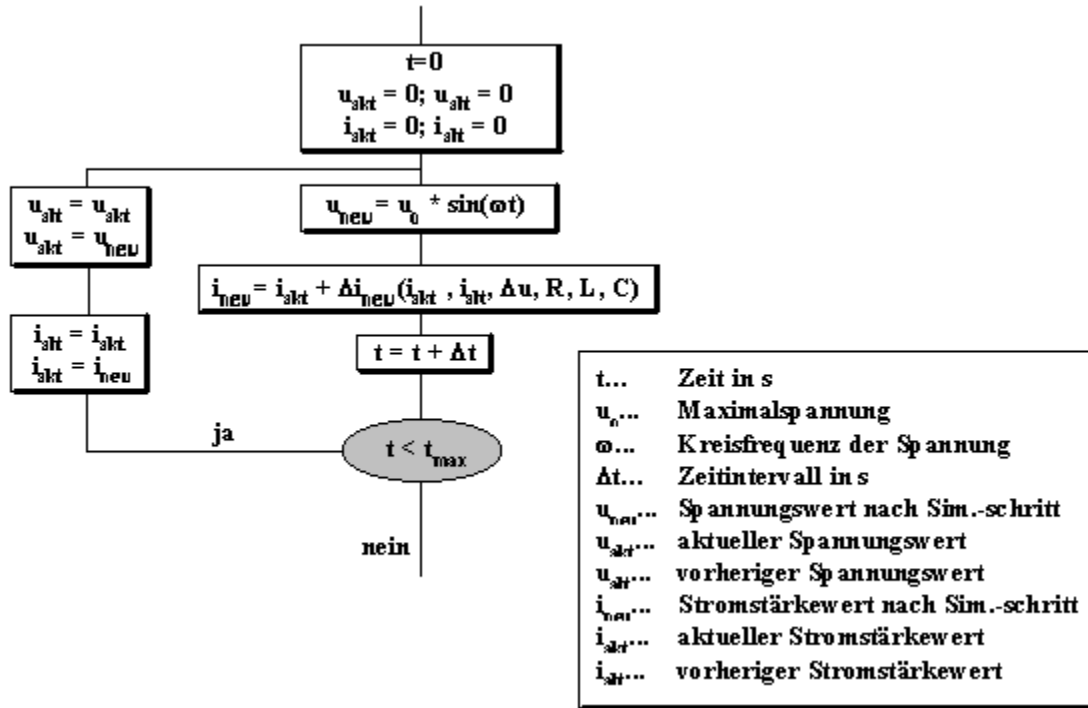 t=0
u_akt = 0; u_alt = 0
i_akt = 0; i_alt = 0
u_alt = u_akt
u_akt = u_neu
u_neu = u_o * sin(ωt)
i_neu = i_akt + Δi_neu(i_akt , i_alt, Δu, R, L, C)
i_alt = i_akt
i_akt = i_neu
t = t + Δt
ja
t < t_max
nein
t... Zeit in s
u_o... Maximalspannung
ω... Kreisfrequenz der Spannung
Δt... Zeitintervall in s
u_neu... Spannungswert nach Sim.-schritt
u_akt... aktueller Spannungswert
u_alt... vorheriger Spannungswert
i_neu... Stromstärkewert nach Sim.-schritt
i_akt... aktueller Stromstärkewert
i_alt... vorheriger Stromstärkewert